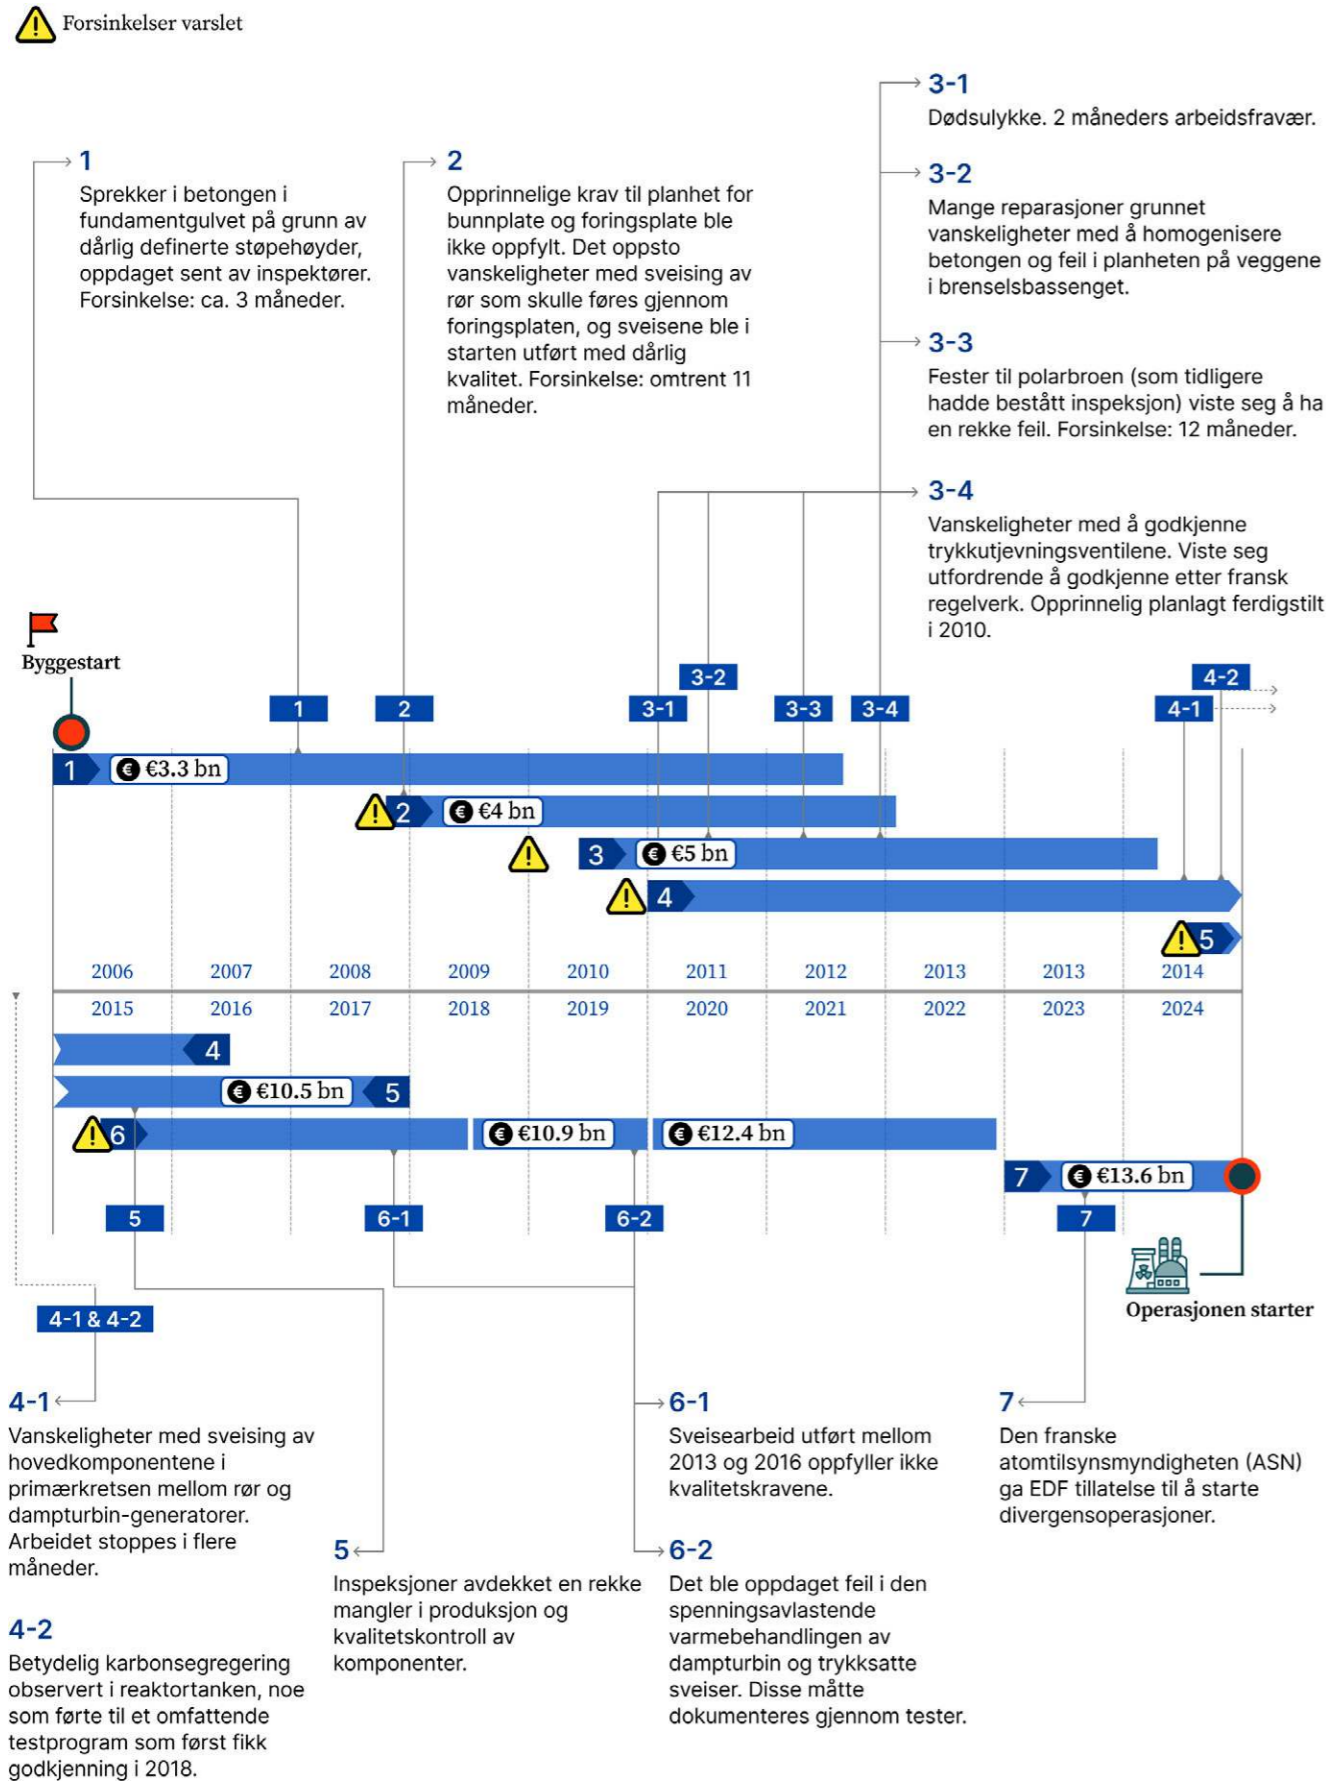 Forsinkelser varslet
3-1
Dødsulykke. 2 måneders arbeidsfravær.
1
Sprekker i betongen i
fundamentgulvet på grunn av
dårlig definerte støpehøyder,
oppdaget sent av inspektører.
Forsinkelse: ca. 3 måneder.
2
Opprinnelige krav til planhet for
bunnplate og foringsplate ble
ikke oppfylt. Det oppsto
vanskeligheter med sveising av
rør som skulle føres gjennom
foringsplaten, og sveisene ble i
starten utført med dårlig
kvalitet. Forsinkelse: omtrent 11
måneder.
3-2
Mange reparasjoner grunnet
vanskeligheter med å homogenisere
betongen og feil i planheten på veggene
i brenselsbassenget.
3-3
Fester til polarbroen (som tidligere
hadde bestått inspeksjon) viste seg å ha
en rekke feil. Forsinkelse: 12 måneder.
3-4
Vanskeligheter med å godkjenne
trykkutjevningsventilene. Viste seg
utfordrende å godkjenne etter fransk
regelverk. Opprinnelig planlagt ferdigstilt
i 2010.
Byggestart
3-2
4-2
1
2
3-1
3-3
3-4
4-1
1
€ €3.3 bn
2
€ €4 bn
3
€ €5 bn
4
5
2006 2007 2008 2009 2010 2011 2012 2013 2013 2014
2015 2016 2017 2018 2019 2020 2021 2022 2023 2024
4
€ €10.5 bn
5
6
€ €10.9 bn
€ €12.4 bn
7
€ €13.6 bn
5
6-1
6-2
7
4-1 & 4-2
Operasjonen starter
4-1
Vanskeligheter med sveising av
hovedkomponentene i
primærkretsen mellom rør og
dampturbin-generatorer.
Arbeidet stoppes i flere
måneder.
4-2
Betydelig karbonsegregering
observert i reaktortanken, noe
som førte til et omfattende
testprogram som først fikk
godkjenning i 2018.
5
Inspeksjoner avdekket en rekke
mangler i produksjon og
kvalitetskontroll av
komponenter.
6-1
Sveisearbeid utført mellom
2013 og 2016 oppfyller ikke
kvalitetskravene.
6-2
Det ble oppdaget feil i den
spenningsavlastende
varmebehandlingen av
dampturbin og trykksatte
sveiser. Disse måtte
dokumenteres gjennom tester.
7
Den franske
atomtilsynsmyndigheten (ASN)
ga EDF tillatelse til å starte
divergensoperasjoner.